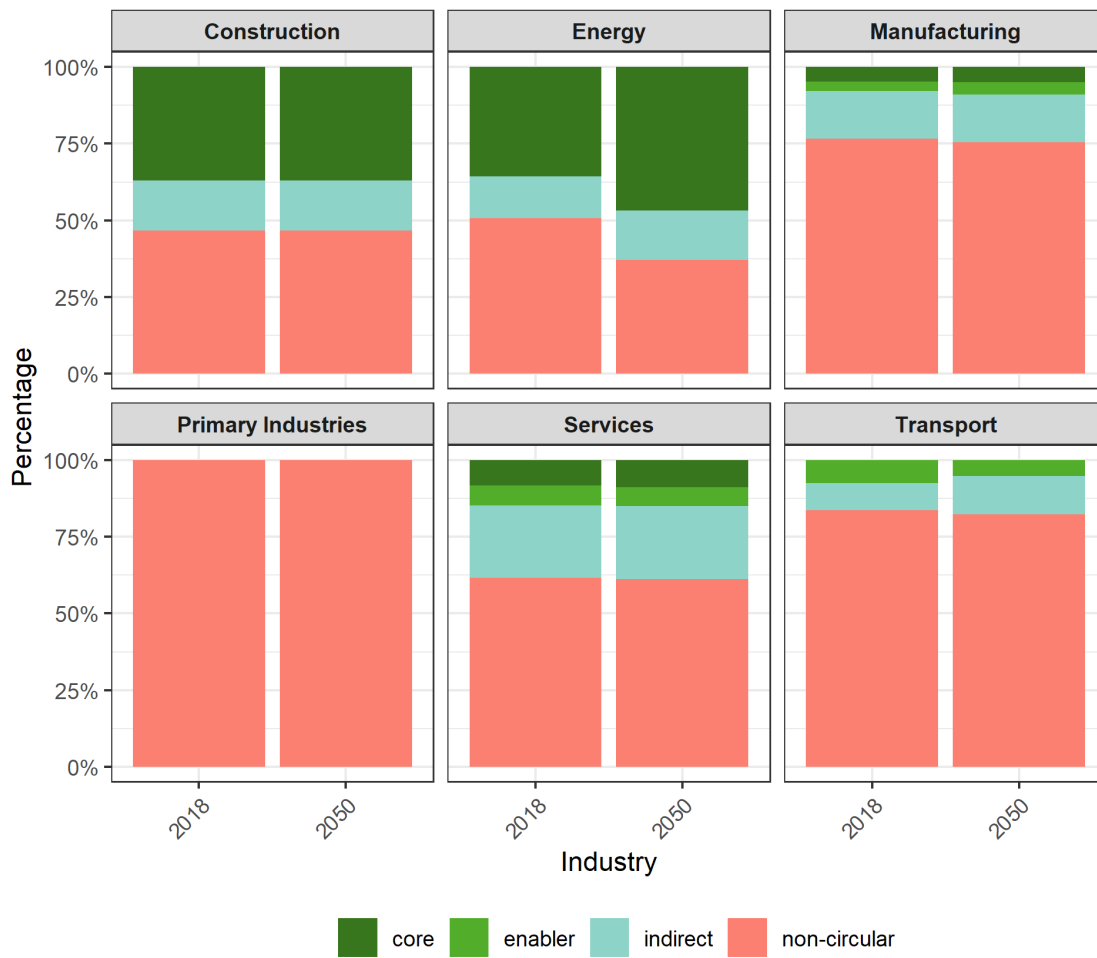 Construction Energy Manufacturing
100%
75%
50%
25%
0%
Primary Industries Services Transport
100%
75%
50%
25%
0%
Percentage
2018 2050 2018 2050 2018 2050
Industry
core enabler indirect non-circular